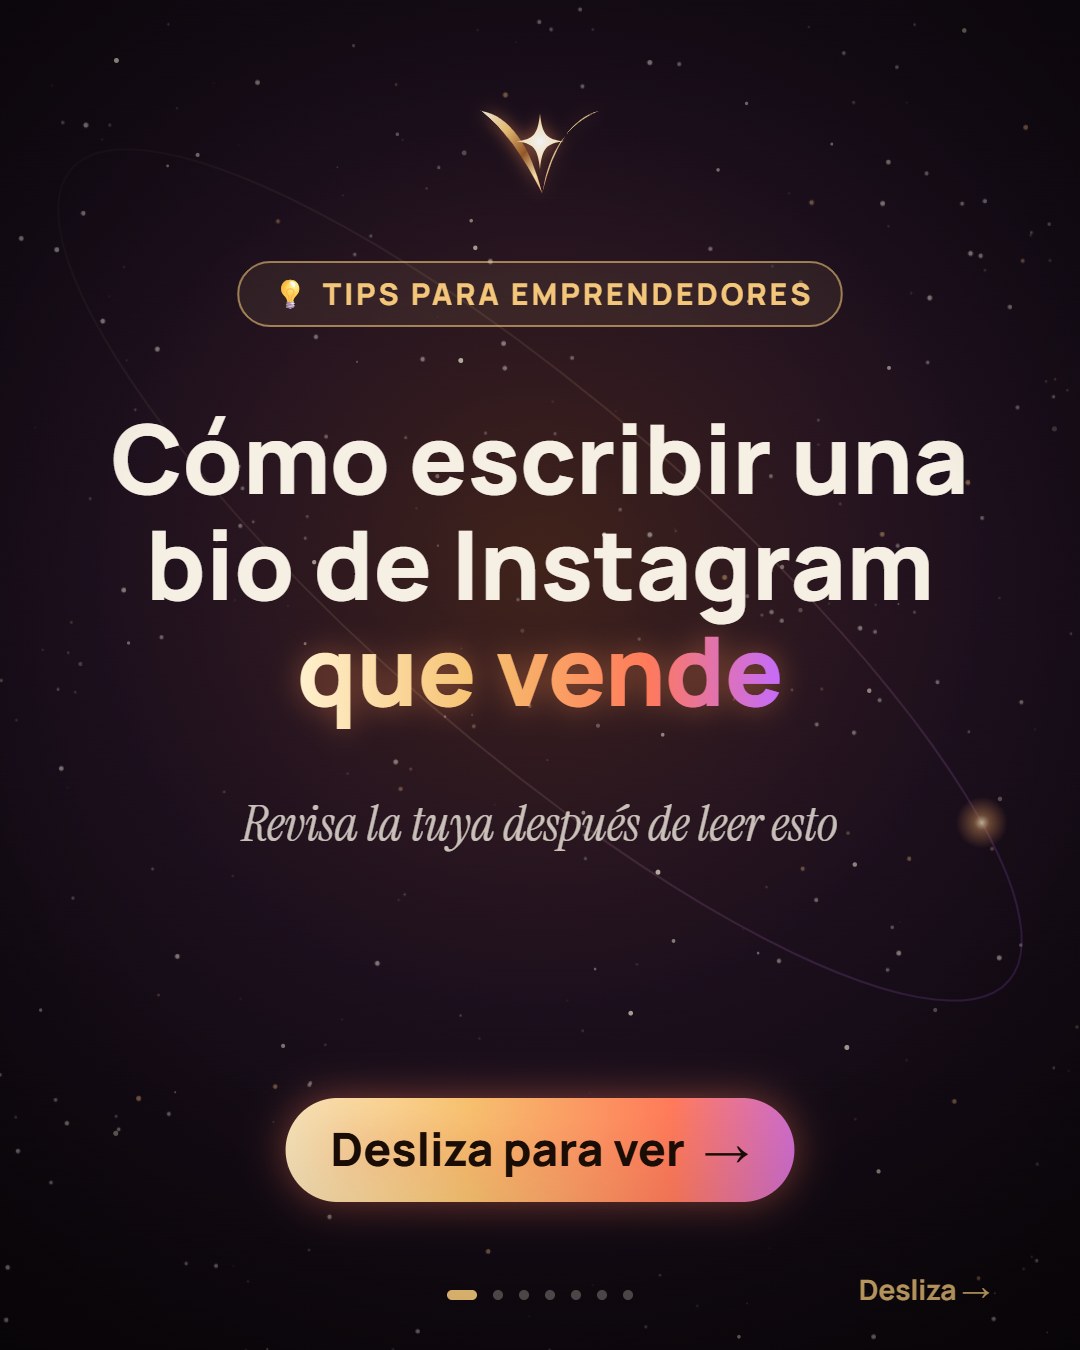 💡 TIPS PARA EMPRENDEDORES
Cómo escribir una
bio de Instagram
que vende
Revisa la tuya después de leer esto
Desliza para ver →
Desliza →